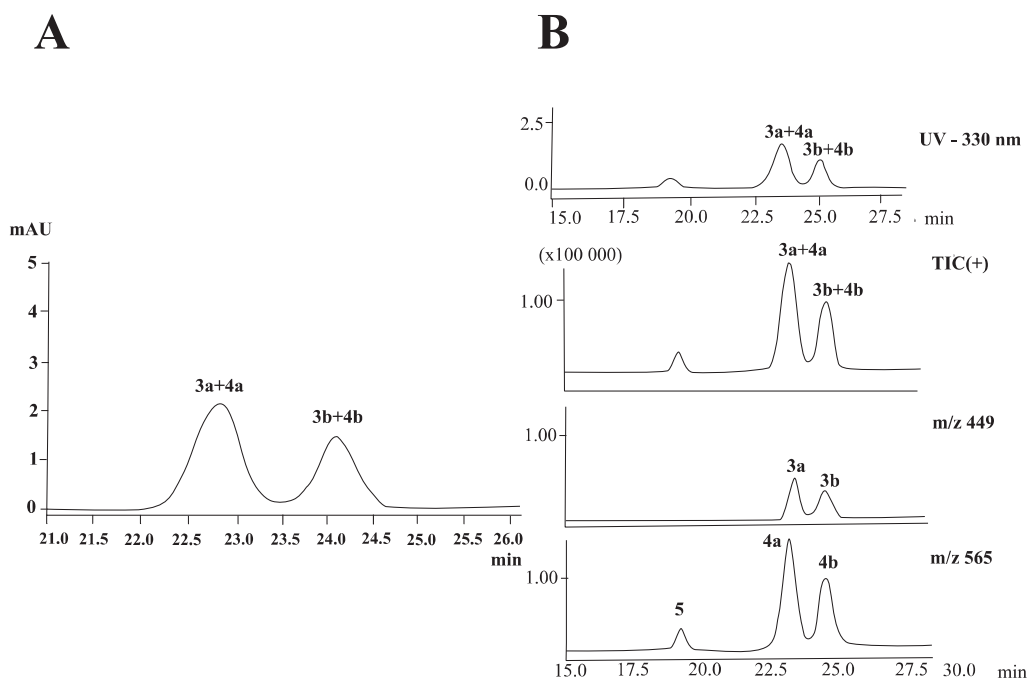 A
mAU
5
4
3
2
1
0
3a+4a
3b+4b
21.0 21.5 22.0 22.5 23.0 23.5 24.0 24.5 25.0 25.5 26.0
min
B
2.5
0.0
3a+4a
3b+4b
UV - 330 nm
15.0 17.5 20.0 22.5 25.0 27.5 min
(x100 000)
1.00
3a+4a
3b+4b
TIC(+)
1.00
3a
3b
m/z 449
1.00
5
4a
4b
m/z 565
15.0 17.5 20.0 22.5 25.0 27.5 30.0 min